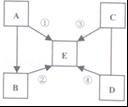 A ① ③ C
E
B ② ④ D